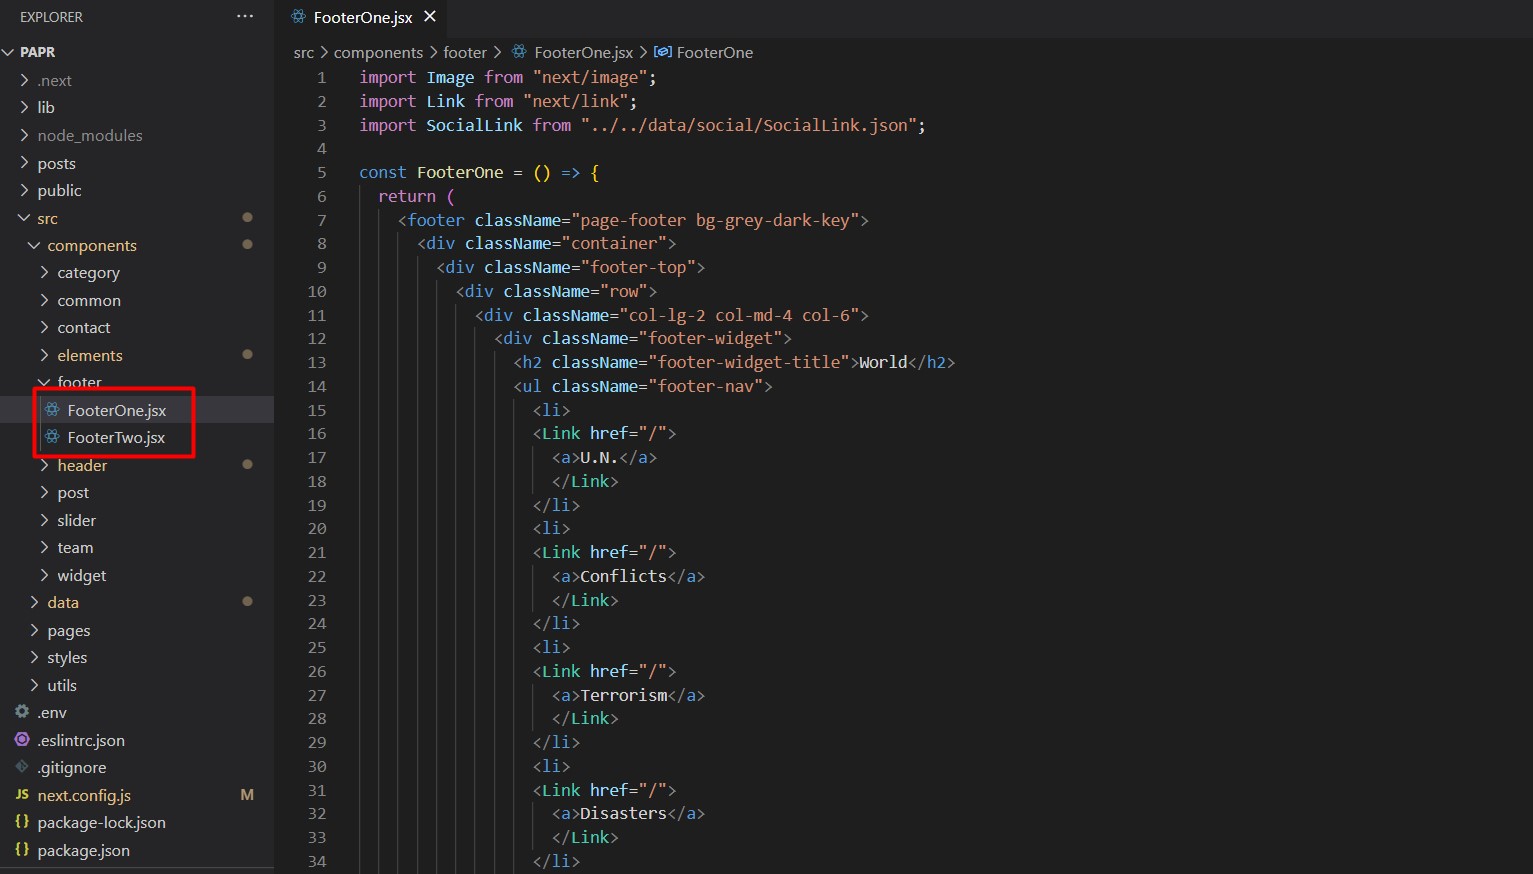 EXPLORER
PAPR
.next
lib
node_modules
posts
public
src
components
category
common
contact
elements
footer
FooterOne.jsx
FooterTwo.jsx
header
post
slider
team
widget
data
pages
styles
utils
.env
.eslintrc.json
.gitignore
JS next.config.js M
{} package-lock.json
{} package.json
FooterOne.jsx
src > components > footer > FooterOne.jsx > FooterOne
1 import Image from "next/image";
2 import Link from "next/link";
3 import SocialLink from "../../data/social/SocialLink.json";
4
5 const FooterOne = () => {
6 return (
7 <footer className="page-footer bg-grey-dark-key">
8 <div className="container">
9 <div className="footer-top">
10 <div className="row">
11 <div className="col-lg-2 col-md-4 col-6">
12 <div className="footer-widget">
13 <h2 className="footer-widget-title">World</h2>
14 <ul className="footer-nav">
15 <li>
16 <Link href="/">
17 <a>U.N.</a>
18 </Link>
19 </li>
20 <li>
21 <Link href="/">
22 <a>Conflicts</a>
23 </Link>
24 </li>
25 <li>
26 <Link href="/">
27 <a>Terrorism</a>
28 </Link>
29 </li>
30 <li>
31 <Link href="/">
32 <a>Disasters</a>
33 </Link>
34 </li>